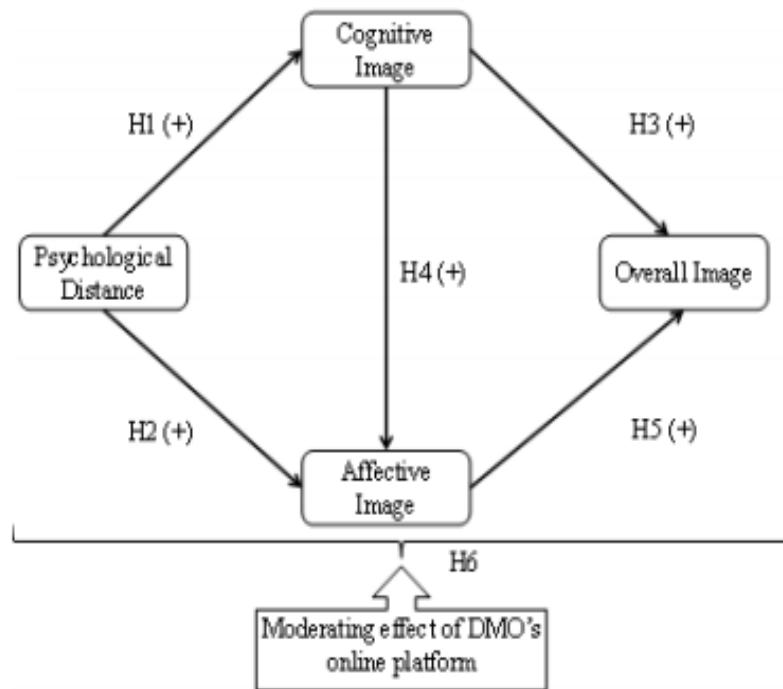 Cognitive
Image
H1 (+)
H3 (+)
Psychological
Distance
H4 (+)
Overall Image
H2 (+)
H5 (+)
Affective
Image
H6
Moderating effect of DMO's
online platform